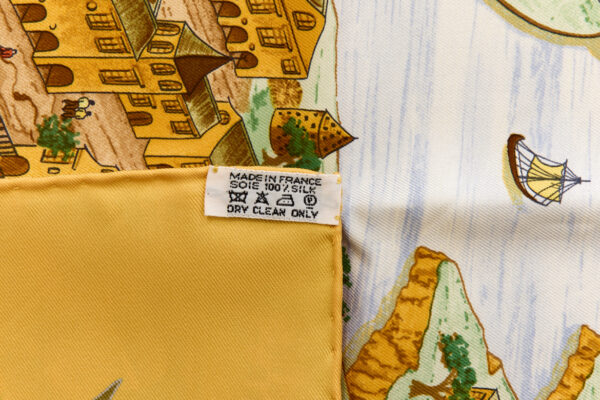 MADE IN FRANCE
SOIE 100% SILK
P
DRY CLEAN ONLY